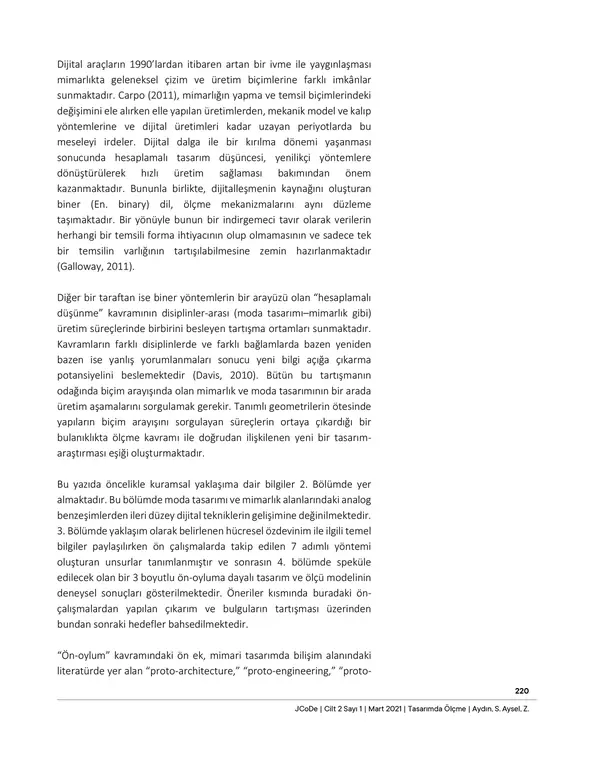 Dijital araçların 1990’lardan itibaren artan bir ivme ile yaygınlaşması
mimarlıkta geleneksel çizim ve üretim biçimlerine farklı imkânlar
sunmaktadır. Carpo (2011), mimarlığın yapma ve temsil biçimlerindeki
değişimini ele alırken elle yapılan üretimlerden, mekanik model ve kalıp
yöntemlerine ve dijital üretimleri kadar uzayan periyotlarda bu
meseleyi irdeler. Dijital dalga ile bir kırılma dönemi yaşanması
sonucunda hesaplamalı tasarım düşüncesi, yenilikçi yöntemlere
dönüştürülerek hızlı üretim sağlaması bakımından önem
kazanmaktadır. Bununla birlikte, dijitalleşmenin kaynağını oluşturan
biner (En. binary) dil, ölçme mekanizmalarını aynı düzleme
taşımaktadır. Bir yönüyle bunun bir indirgemeci tavır olarak verilerin
herhangi bir temsili forma ihtiyacının olup olmamasının ve sadece tek
bir temsilin varlığının tartışılabilmesine zemin hazırlanmaktadır
(Galloway, 2011).
Diğer bir taraftan ise biner yöntemlerin bir arayüzü olan “hesaplamalı
düşünme” kavramının disiplinler-arası (moda tasarımı–mimarlık gibi)
üretim süreçlerinde birbirini besleyen tartışma ortamları sunmaktadır.
Kavramların farklı disiplinlerde ve farklı bağlamlarda bazen yeniden
bazen ise yanlış yorumlanmaları sonucu yeni bilgi açığa çıkarma
potansiyelini beslemektedir (Davis, 2010). Bütün bu tartışmanın
odağında biçim arayışında olan mimarlık ve moda tasarımının bir arada
üretim aşamalarını sorgulamak gerekir. Tanımlı geometrilerin ötesinde
yapıların biçim arayışını sorgulayan süreçlerin ortaya çıkardığı bir
bulanıklıkta ölçme kavramı ile doğrudan ilişkilenen yeni bir tasarım-
araştırması eşiği oluşturmaktadır.
Bu yazıda öncelikle kuramsal yaklaşıma dair bilgiler 2. Bölümde yer
almaktadır. Bu bölümde moda tasarımı ve mimarlık alanlarındaki analog
benzeşimlerden ileri düzey dijital tekniklerin gelişimine değinilmektedir.
3. Bölümde yaklaşım olarak belirlenen hücresel özdevinim ile ilgili temel
bilgiler paylaşılırken ön çalışmalarda takip edilen 7 adımlı yöntemi
oluşturan unsurlar tanımlanmıştır ve sonrasın 4. bölümde speküle
edilecek olan bir 3 boyutlu ön-oyluma dayalı tasarım ve ölçü modelinin
deneysel sonuçları gösterilmektedir. Öneriler kısmında buradaki ön-
çalışmalardan yapılan çıkarım ve bulguların tartışması üzerinden
bundan sonraki hedefler bahsedilmektedir.
“Ön-oylum” kavramındaki ön ek, mimari tasarımda bilişim alanındaki
literatürde yer alan “proto-architecture,” “proto-engineering,” “proto-
220
JCoDe | Cilt 2 Sayı 1 | Mart 2021 | Tasarımda Ölçme | Aydın, S. Aysel, Z.